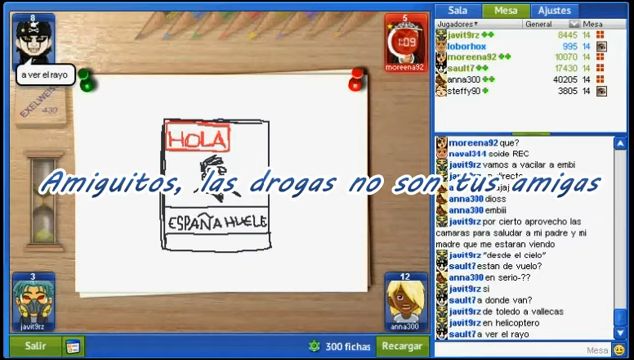 Sala Mesa Ajustes
Jugadores General Mesa
javit9rz 8445 14
loborhox 995 14
moreena92 10070 14
sault7 17430 14
anna300 40205 14
steffy90 3805 14
8
a ver el rayo
5
1:09
moreena92
EXELWEISS
430
HOLA
Amiguitos, las drogas no son tus amigas
ESPAÑA HUELE
3
javit9rz
12
anna300
moreena92 que?
naval344 soide REC
javit9rz vamos a vacilar a embi
anna300 dioss
anna300 embiii
javit9rz por cierto aprovecho las
camaras para saludar a mi padre y mi
madre que me estaran viendo
javit9rz "desde el cielo"
sault7 estan de vuelo?
anna300 en serio-??
javit9rz si
sault7 a donde van?
javit9rz de toledo a vallecas
javit9rz en helicoptero
sault7 a ver el rayo
Mesa
Salir 300 fichas Recargar